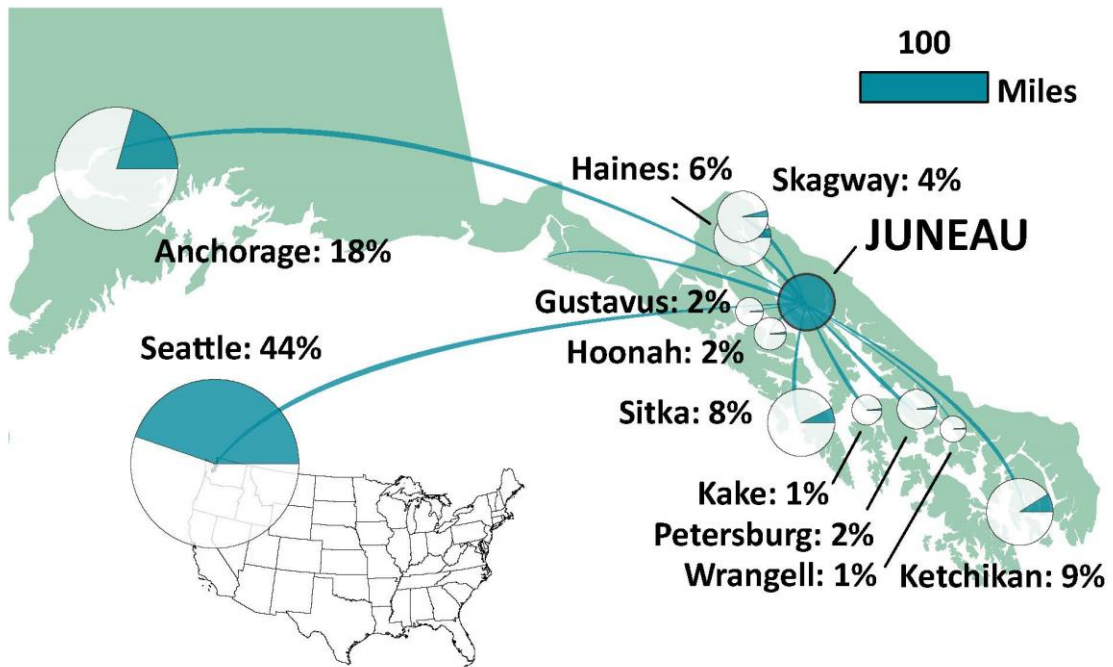 100
Miles
Haines: 6%
Skagway: 4%
JUNEAU
Anchorage: 18%
Gustavus: 2%
Seattle: 44%
Hoonah: 2%
Sitka: 8%
Kake: 1%
Petersburg: 2%
Wrangell: 1%
Ketchikan: 9%